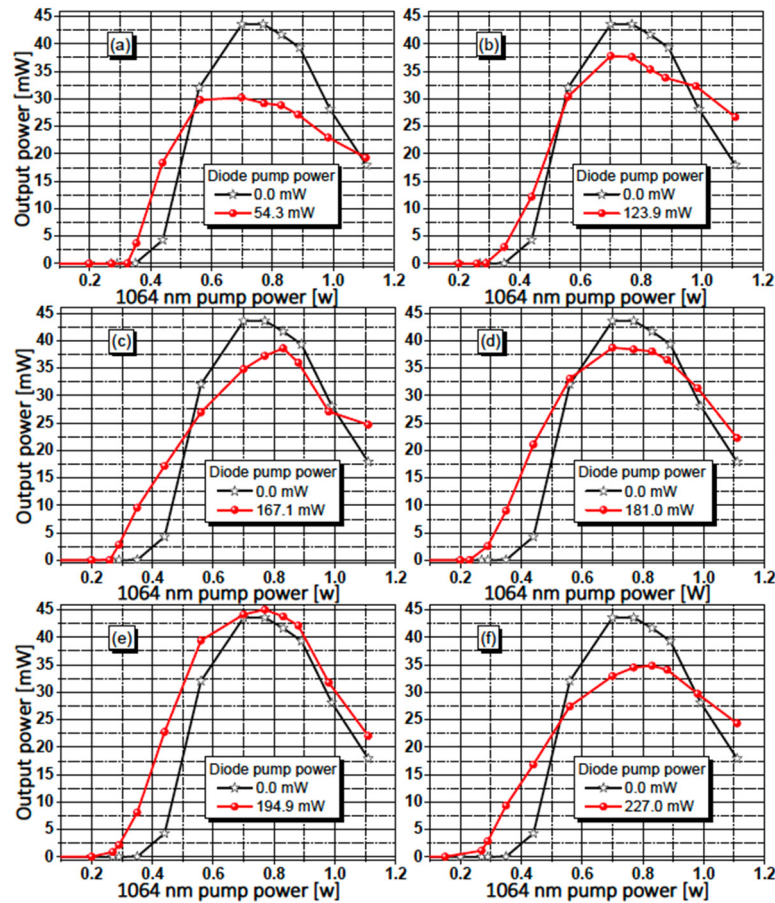 45
40
35
30
25
20
15
10
5
0
Output power [mW]
(a)
Diode pump power
0.0 mW
54.3 mW
0.2 0.4 0.6 0.8 1.0 1.2
1064 nm pump power [w]
45
40
35
30
25
20
15
10
5
0
(b)
Diode pump power
0.0 mW
123.9 mW
0.2 0.4 0.6 0.8 1.0 1.2
1064 nm pump power [w]
45
40
35
30
25
20
15
10
5
0
Output power [mW]
(c)
Diode pump power
0.0 mW
167.1 mW
0.2 0.4 0.6 0.8 1.0 1.2
1064 nm pump power [w]
45
40
35
30
25
20
15
10
5
0
(d)
Diode pump power
0.0 mW
181.0 mW
0.2 0.4 0.6 0.8 1.0 1.2
1064 nm pump power [w]
45
40
35
30
25
20
15
10
5
0
Output power [mW]
(e)
Diode pump power
0.0 mW
194.9 mW
0.2 0.4 0.6 0.8 1.0 1.2
1064 nm pump power [w]
45
40
35
30
25
20
15
10
5
0
(f)
Diode pump power
0.0 mW
227.0 mW
0.2 0.4 0.6 0.8 1.0 1.2
1064 nm pump power [w]